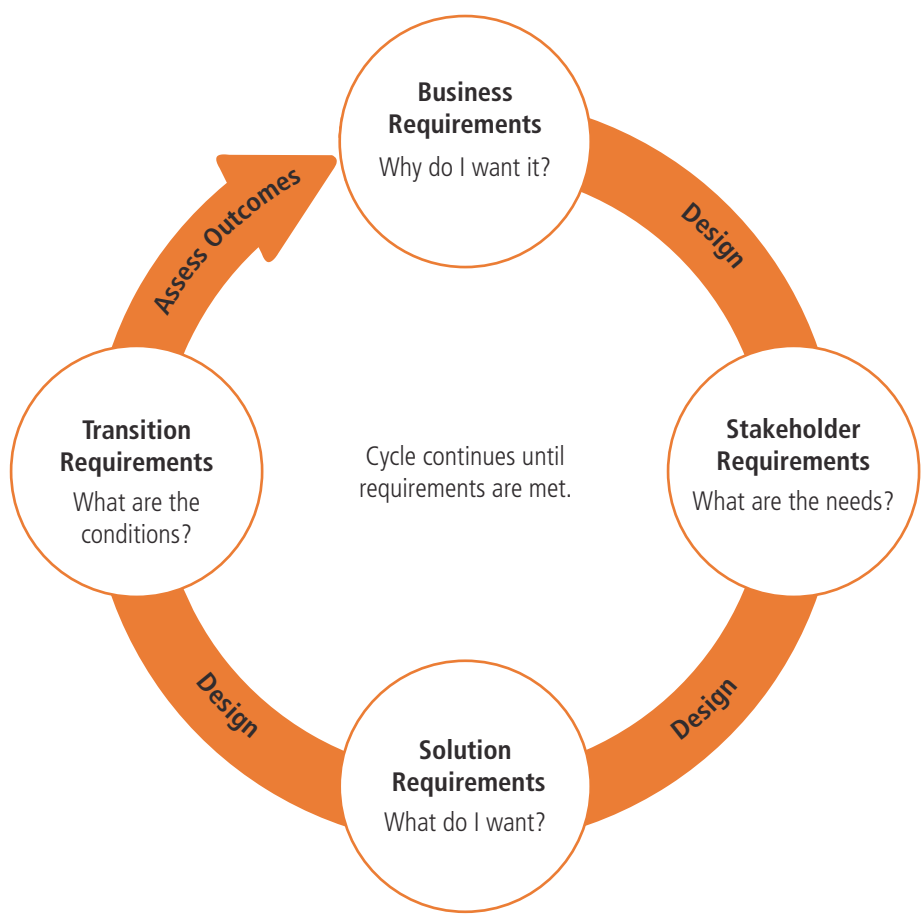 Business
Requirements
Why do I want it?
Design
Stakeholder
Requirements
What are the needs?
Design
Solution
Requirements
What do I want?
Design
Transition
Requirements
What are the
conditions?
Assess Outcomes
Cycle continues until
requirements are met.